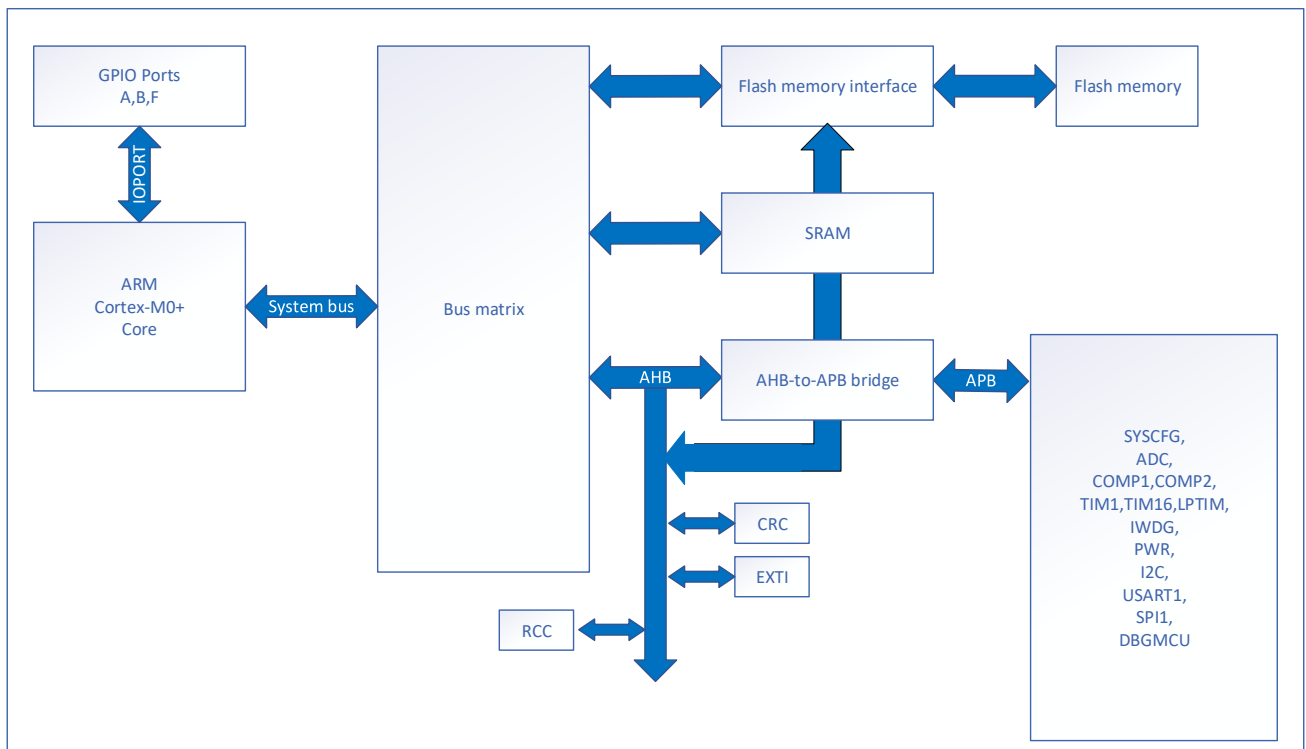 GPIO Ports
A,B,F
IOPORT
ARM
Cortex-M0+
Core
System bus
Bus matrix
Flash memory interface
Flash memory
SRAM
AHB
AHB-to-APB bridge
APB
SYSCFG,
ADC,
COMP1,COMP2,
TIM1,TIM16,LPTIM,
IWDG,
PWR,
I2C,
USART1,
SPI1,
DBGMCU
CRC
EXTI
RCC